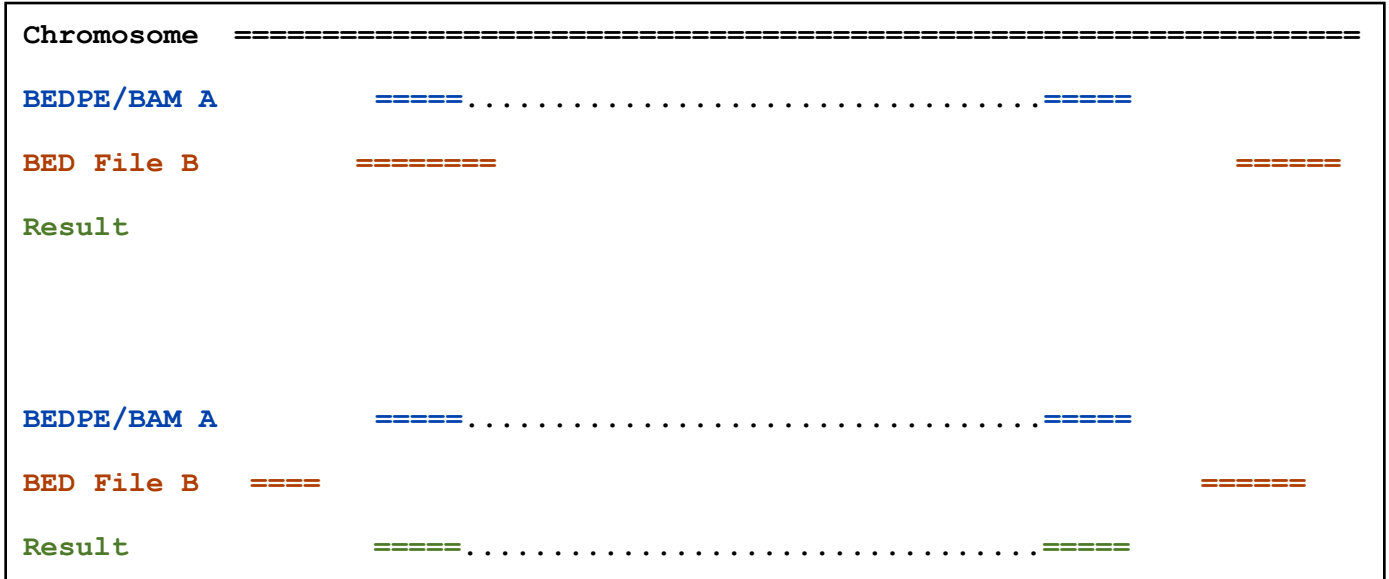 Chromosome  ================================================================
BEDPE/BAM A         =====.................................=====
BED File B         ========                                          ======
Result
BEDPE/BAM A         =====.................................=====
BED File B   ====                                                  ======
Result              =====.................................=====